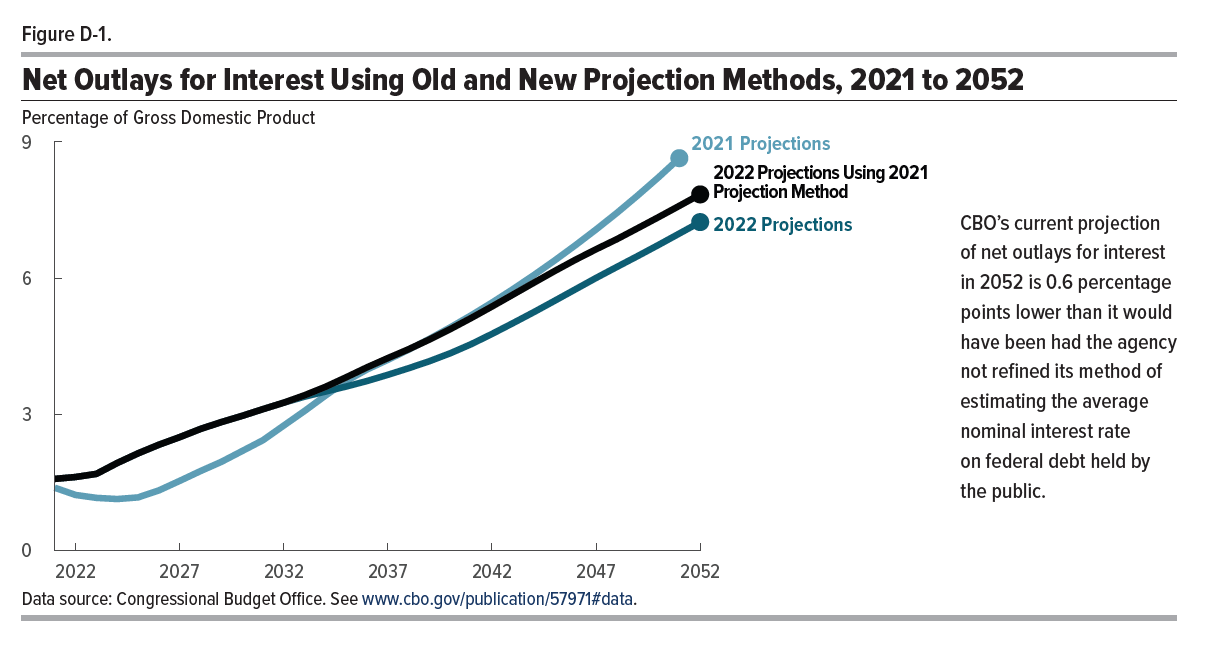 Figure D-1.
Net Outlays for Interest Using Old and New Projection Methods, 2021 to 2052
Percentage of Gross Domestic Product
9
6
3
0
2021 Projections
2022 Projections Using 2021
Projection Method
2022 Projections
CBO’s current projection
of net outlays for interest
in 2052 is 0.6 percentage
points lower than it would
have been had the agency
not refined its method of
estimating the average
nominal interest rate
on federal debt held by
the public.
2022 2027 2032 2037 2042 2047 2052
Data source: Congressional Budget Office. See www.cbo.gov/publication/57971#data.